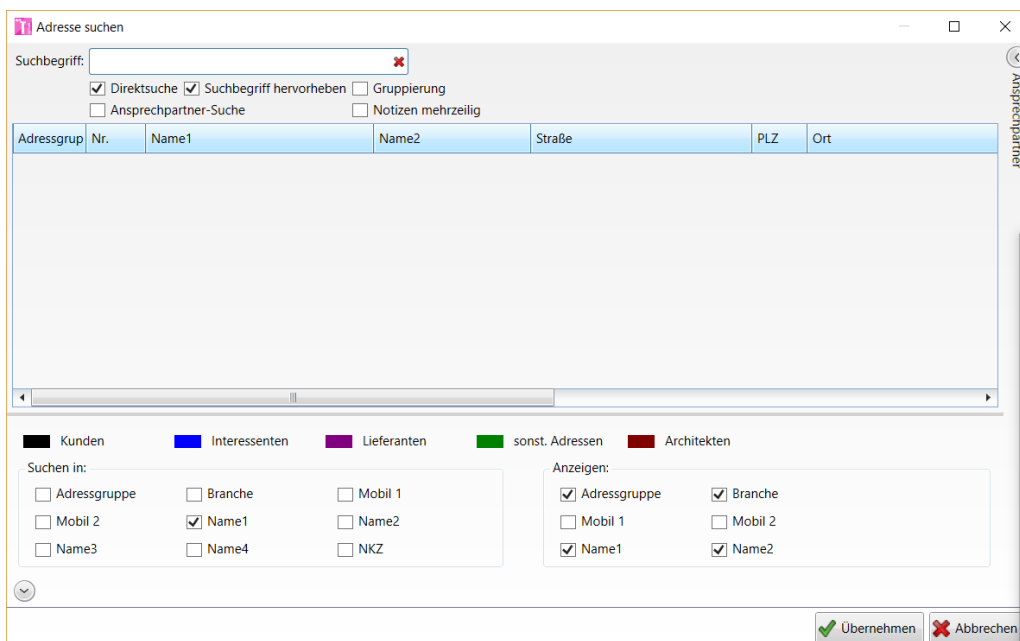 Adresse suchen
Suchbegriff:
Direktsuche Suchbegriff hervorheben Gruppierung
Ansprechpartner-Suche Notizen mehrzeilig
Ansprechpartner
Adressgrup Nr. Name1 Name2 Straße PLZ Ort
Kunden Interessenten Lieferanten sonst. Adressen Architekten
Suchen in: Anzeigen:
Adressgruppe Branche Mobil 1 Adressgruppe Branche
Mobil 2 Name1 Name2 Mobil 1 Mobil 2
Name3 Name4 NKZ Name1 Name2
Übernehmen Abbrechen